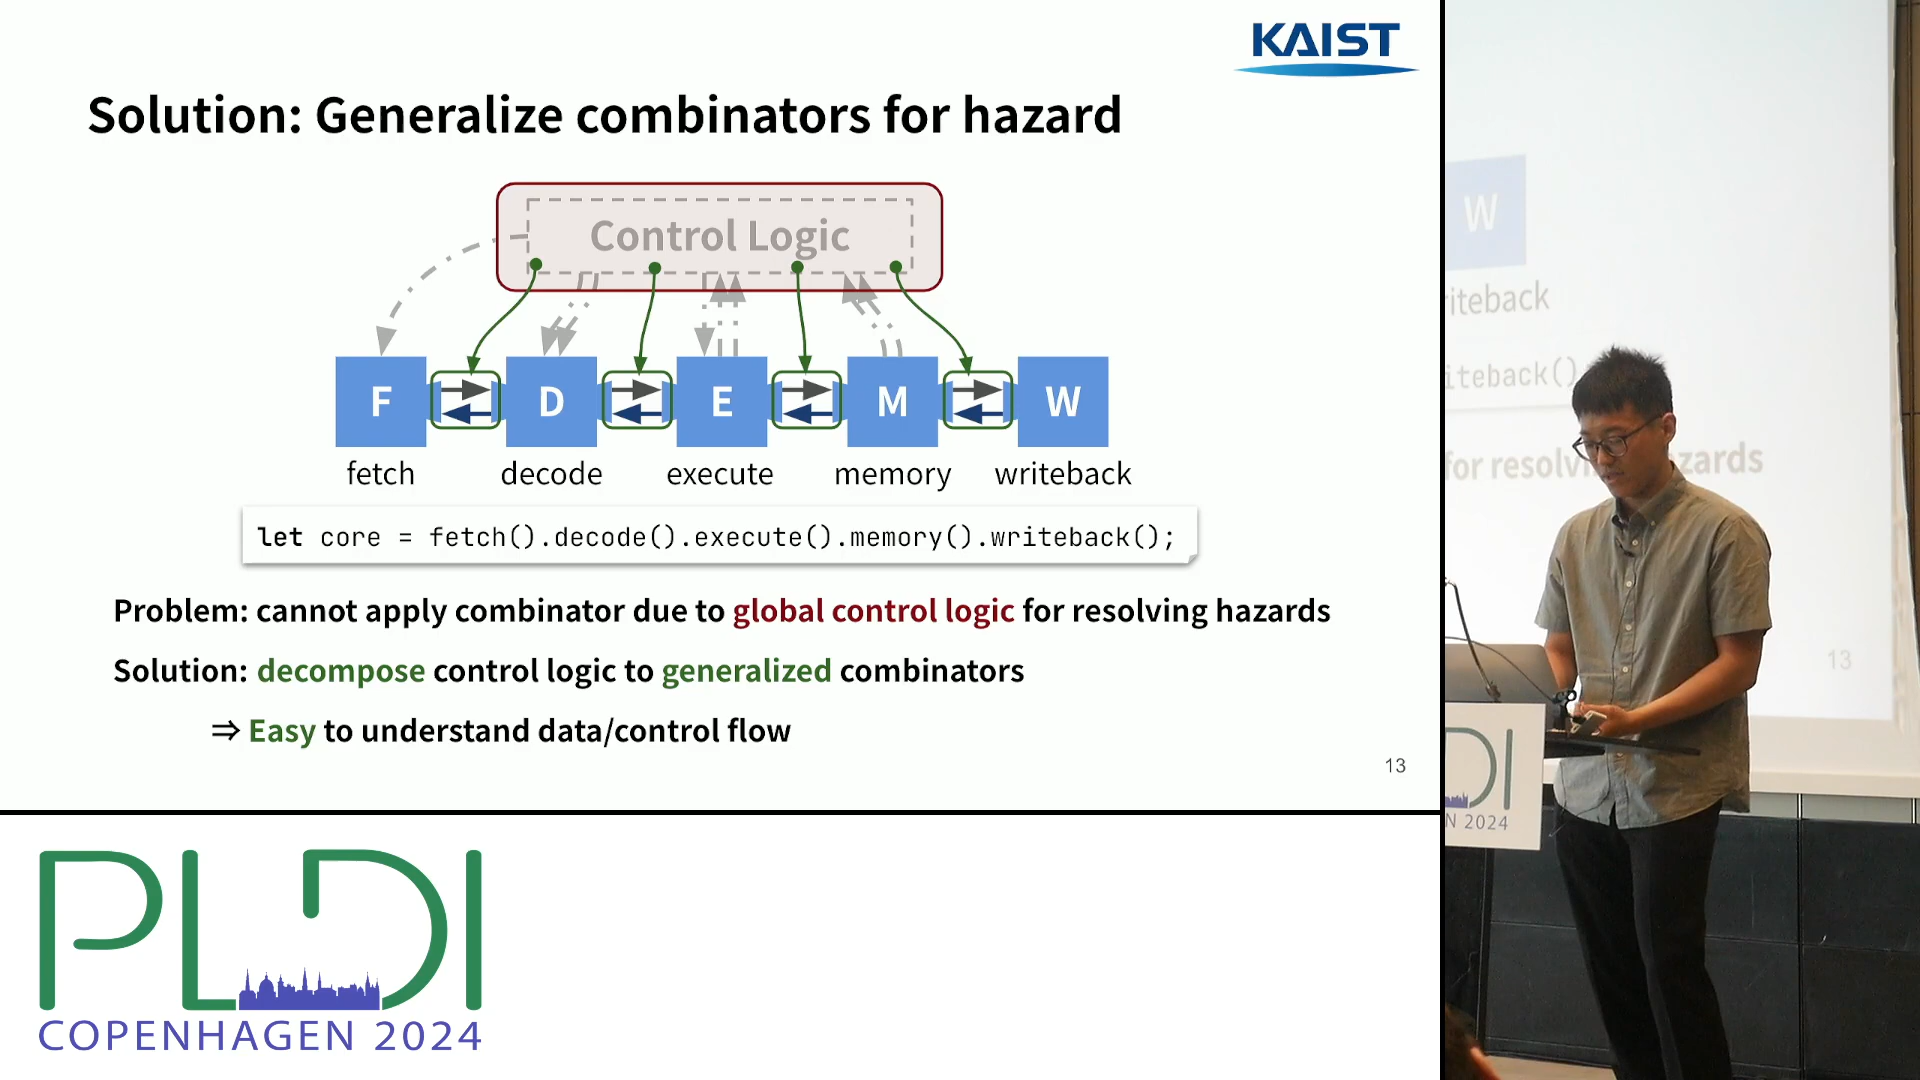 KAIST
Solution: Generalize combinators for hazard
Control Logic
F D E M W
fetch decode execute memory writeback
let core = fetch().decode().execute().memory().writeback();
Problem: cannot apply combinator due to global control logic for resolving hazards
Solution: decompose control logic to generalized combinators
⇒ Easy to understand data/control flow
13
PLDI
COPENHAGEN 2024
W
iteback
iteback()
for resolv
zards
13
DI
N 2024